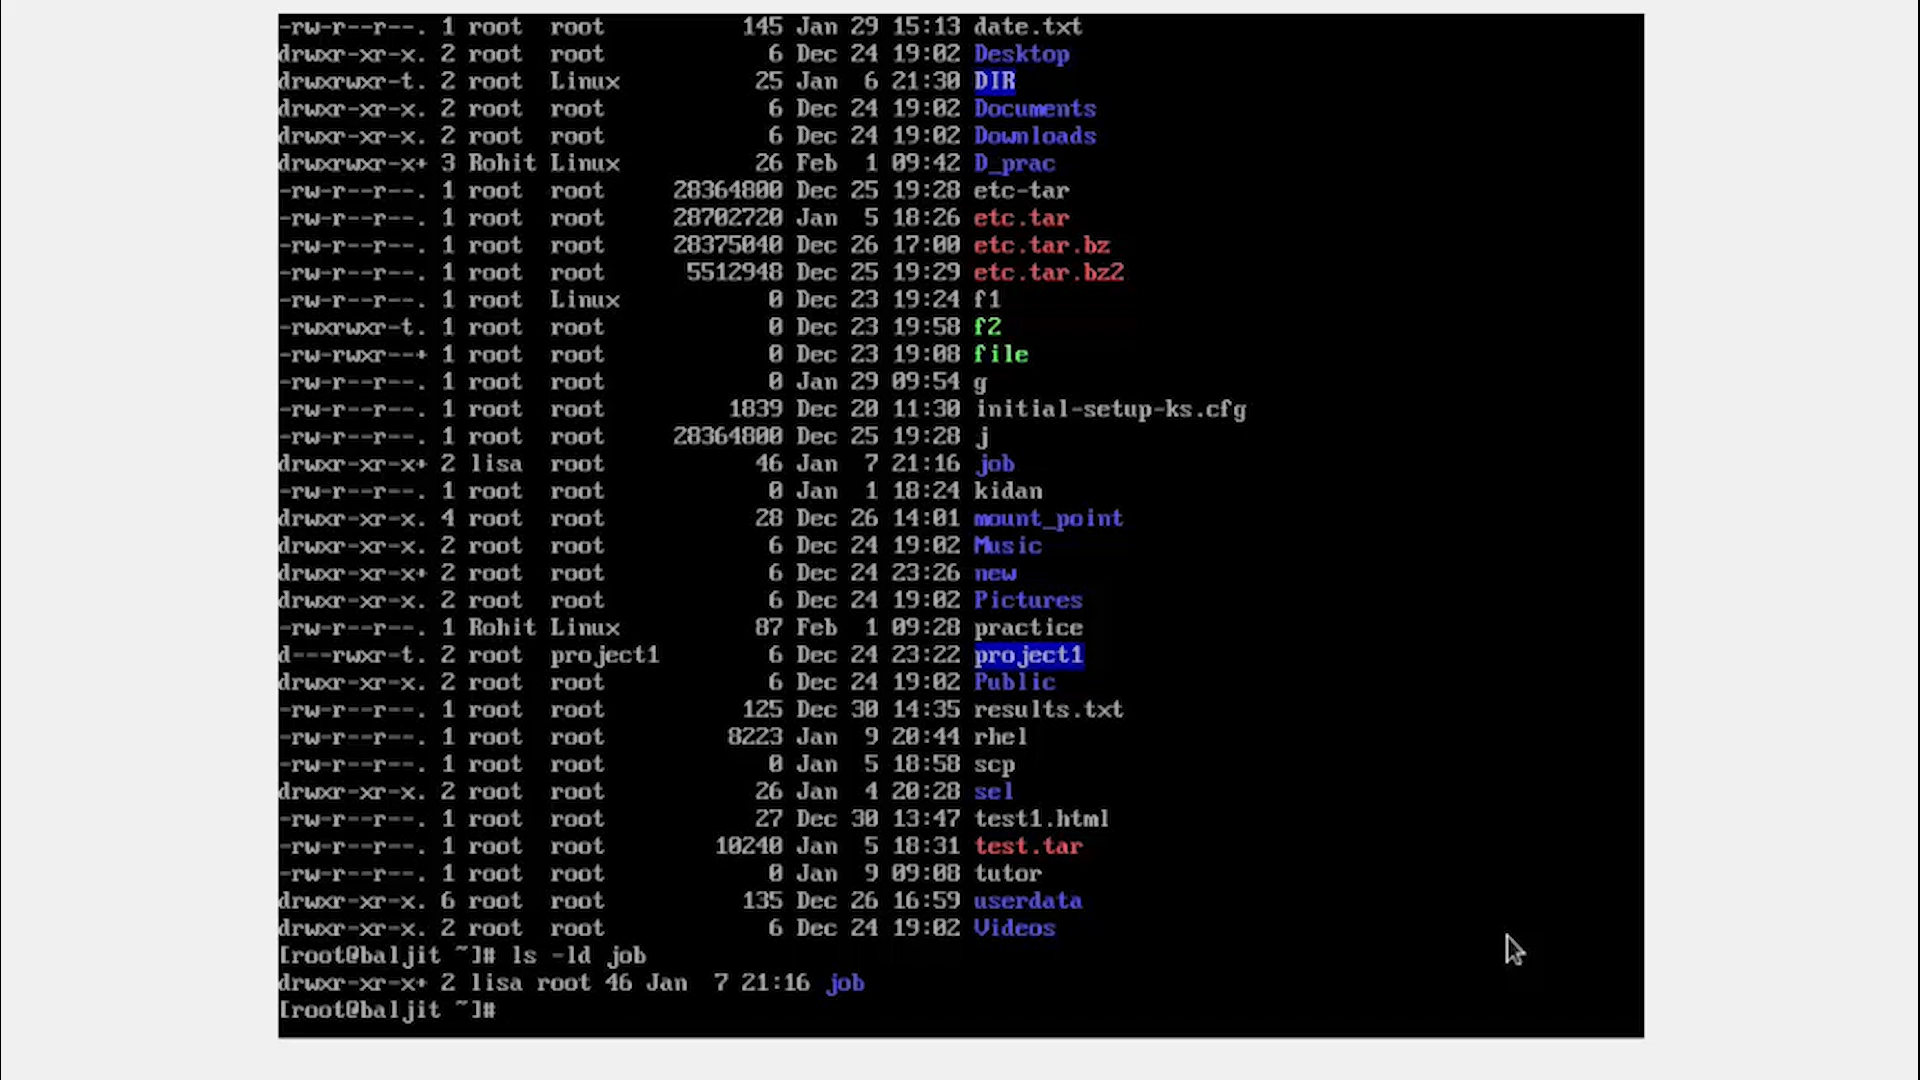 -rw-r--r--. 1 root  root          145 Jan 29 15:13 date.txt
drwxr-xr-x. 2 root  root            6 Dec 24 19:02 Desktop
drwxrwxr-t. 2 root  Linux          25 Jan  6 21:30 DIR
drwxr-xr-x. 2 root  root            6 Dec 24 19:02 Documents
drwxr-xr-x. 2 root  root            6 Dec 24 19:02 Downloads
drwxrwxr-x+ 3 Rohit Linux          26 Feb  1 09:42 D_prac
-rw-r--r--. 1 root  root     28364800 Dec 25 19:28 etc-tar
-rw-r--r--. 1 root  root     28702720 Jan  5 18:26 etc.tar
-rw-r--r--. 1 root  root     28375040 Dec 26 17:00 etc.tar.bz
-rw-r--r--. 1 root  root      5512948 Dec 25 19:29 etc.tar.bz2
-rw-r--r--. 1 root  Linux           0 Dec 23 19:24 f1
-rwxrwxr-t. 1 root  root            0 Dec 23 19:58 f2
-rw-rwxr--+ 1 root  root            0 Dec 23 19:08 file
-rw-r--r--. 1 root  root            0 Jan 29 09:54 g
-rw-r--r--. 1 root  root         1839 Dec 20 11:30 initial-setup-ks.cfg
-rw-r--r--. 1 root  root     28364800 Dec 25 19:28 j
drwxr-xr-x+ 2 lisa  root           46 Jan  7 21:16 job
-rw-r--r--. 1 root  root            0 Jan  1 18:24 kidan
drwxr-xr-x. 4 root  root           28 Dec 26 14:01 mount_point
drwxr-xr-x. 2 root  root            6 Dec 24 19:02 Music
drwxr-xr-x+ 2 root  root            6 Dec 24 23:26 new
drwxr-xr-x. 2 root  root            6 Dec 24 19:02 Pictures
-rw-r--r--. 1 Rohit Linux          87 Feb  1 09:28 practice
d---rwxr-t. 2 root  project1        6 Dec 24 23:22 project1
drwxr-xr-x. 2 root  root            6 Dec 24 19:02 Public
-rw-r--r--. 1 root  root          125 Dec 30 14:35 results.txt
-rw-r--r--. 1 root  root         8223 Jan  9 20:44 rhel
-rw-r--r--. 1 root  root            0 Jan  5 18:58 scp
drwxr-xr-x. 2 root  root           26 Jan  4 20:28 sel
-rw-r--r--. 1 root  root           27 Dec 30 13:47 test1.html
-rw-r--r--. 1 root  root        10240 Jan  5 18:31 test.tar
-rw-r--r--. 1 root  root            0 Jan  9 09:08 tutor
drwxr-xr-x. 6 root  root          135 Dec 26 16:59 userdata
drwxr-xr-x. 2 root  root            6 Dec 24 19:02 Videos
[root@baljit ~]# ls -ld job
drwxr-xr-x+ 2 lisa root 46 Jan  7 21:16 job
[root@baljit ~]#